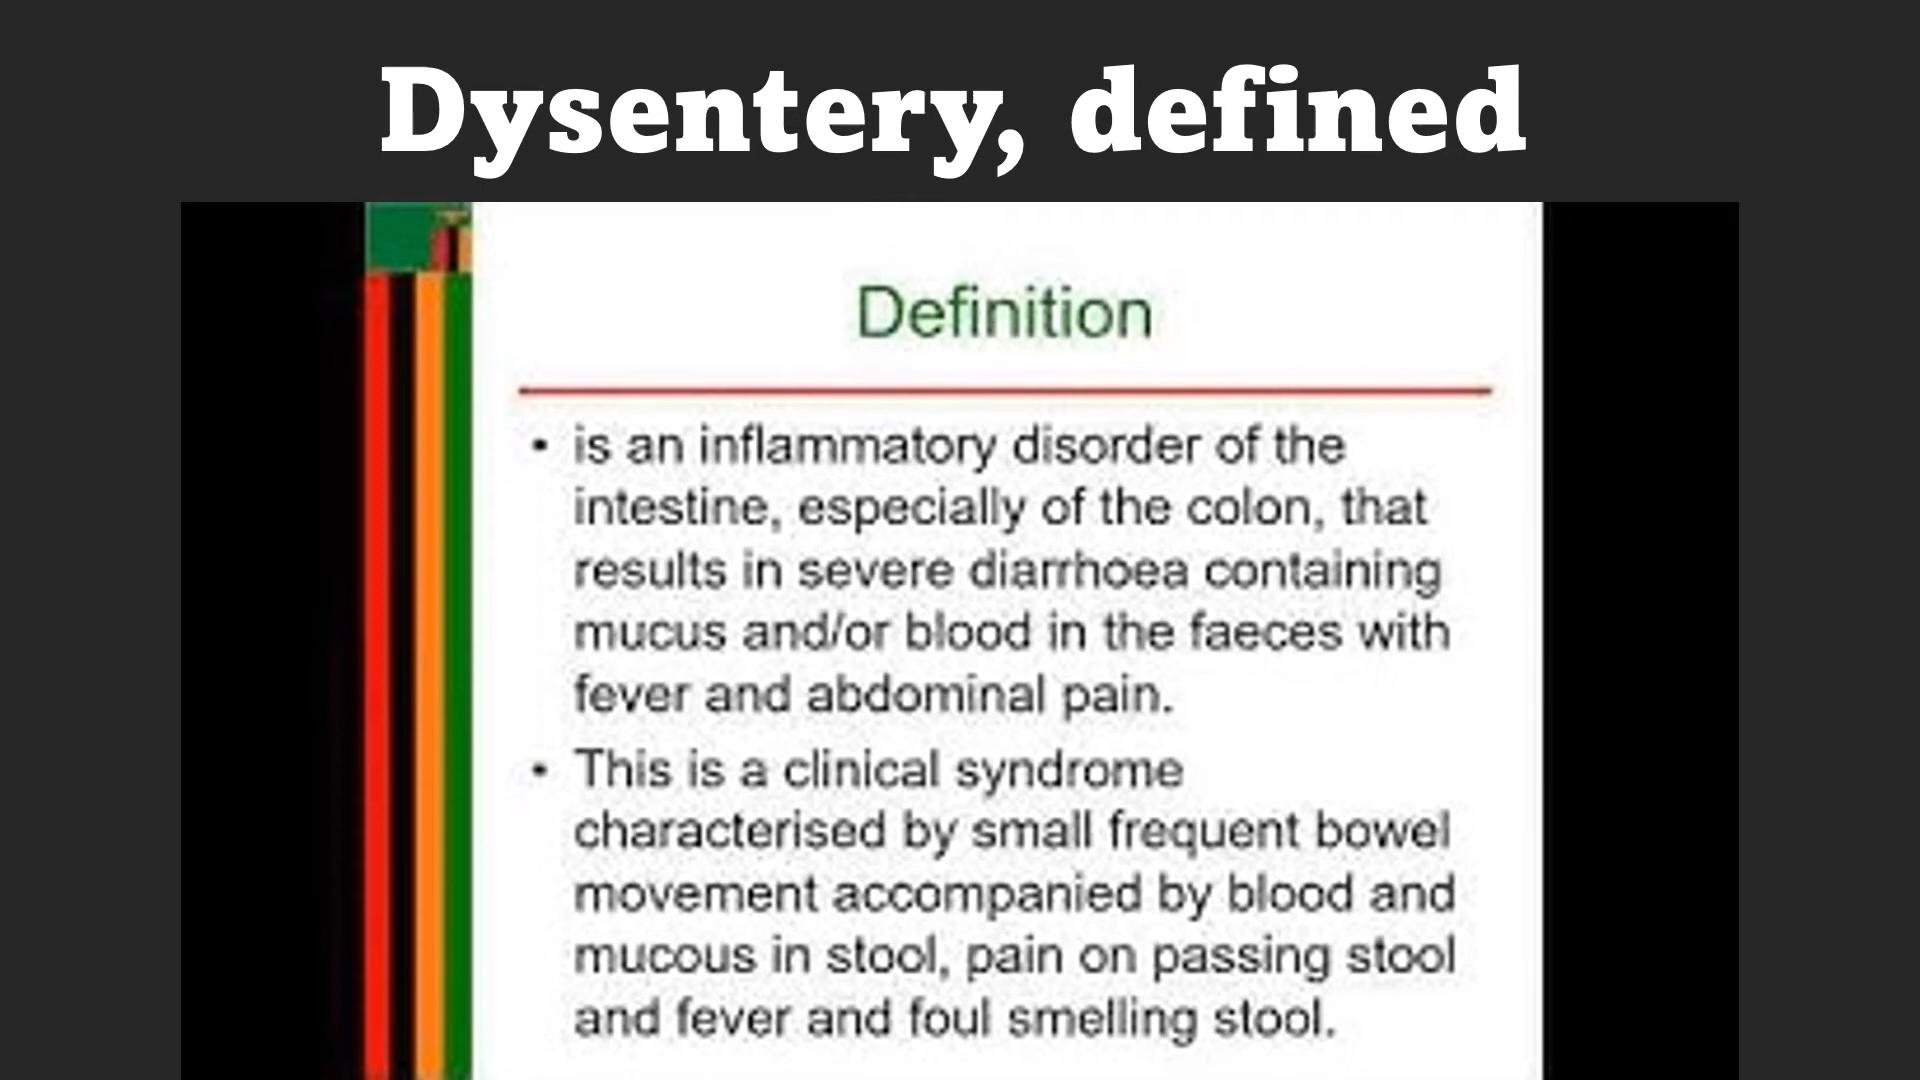 Dysentery, defined
Definition
• is an inflammatory disorder of the
intestine, especially of the colon, that
results in severe diarrhoea containing
mucus and/or blood in the faeces with
fever and abdominal pain.
• This is a clinical syndrome
characterised by small frequent bowel
movement accompanied by blood and
mucous in stool, pain on passing stool
and fever and foul smelling stool.